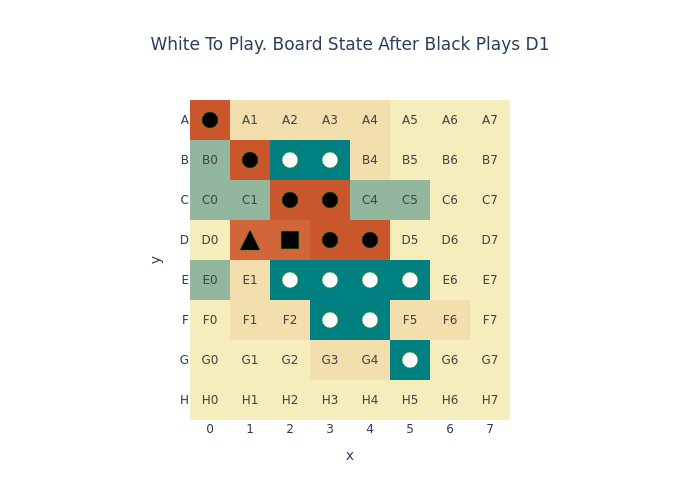 White To Play. Board State After Black Plays D1
A A1 A2 A3 A4 A5 A6 A7
B B0 B4 B5 B6 B7
C C0 C1 C4 C5 C6 C7
D D0 D5 D6 D7
E E0 E1 E6 E7
F F0 F1 F2 F5 F6 F7
G G0 G1 G2 G3 G4 G6 G7
H H0 H1 H2 H3 H4 H5 H6 H7
0 1 2 3 4 5 6 7
x
y